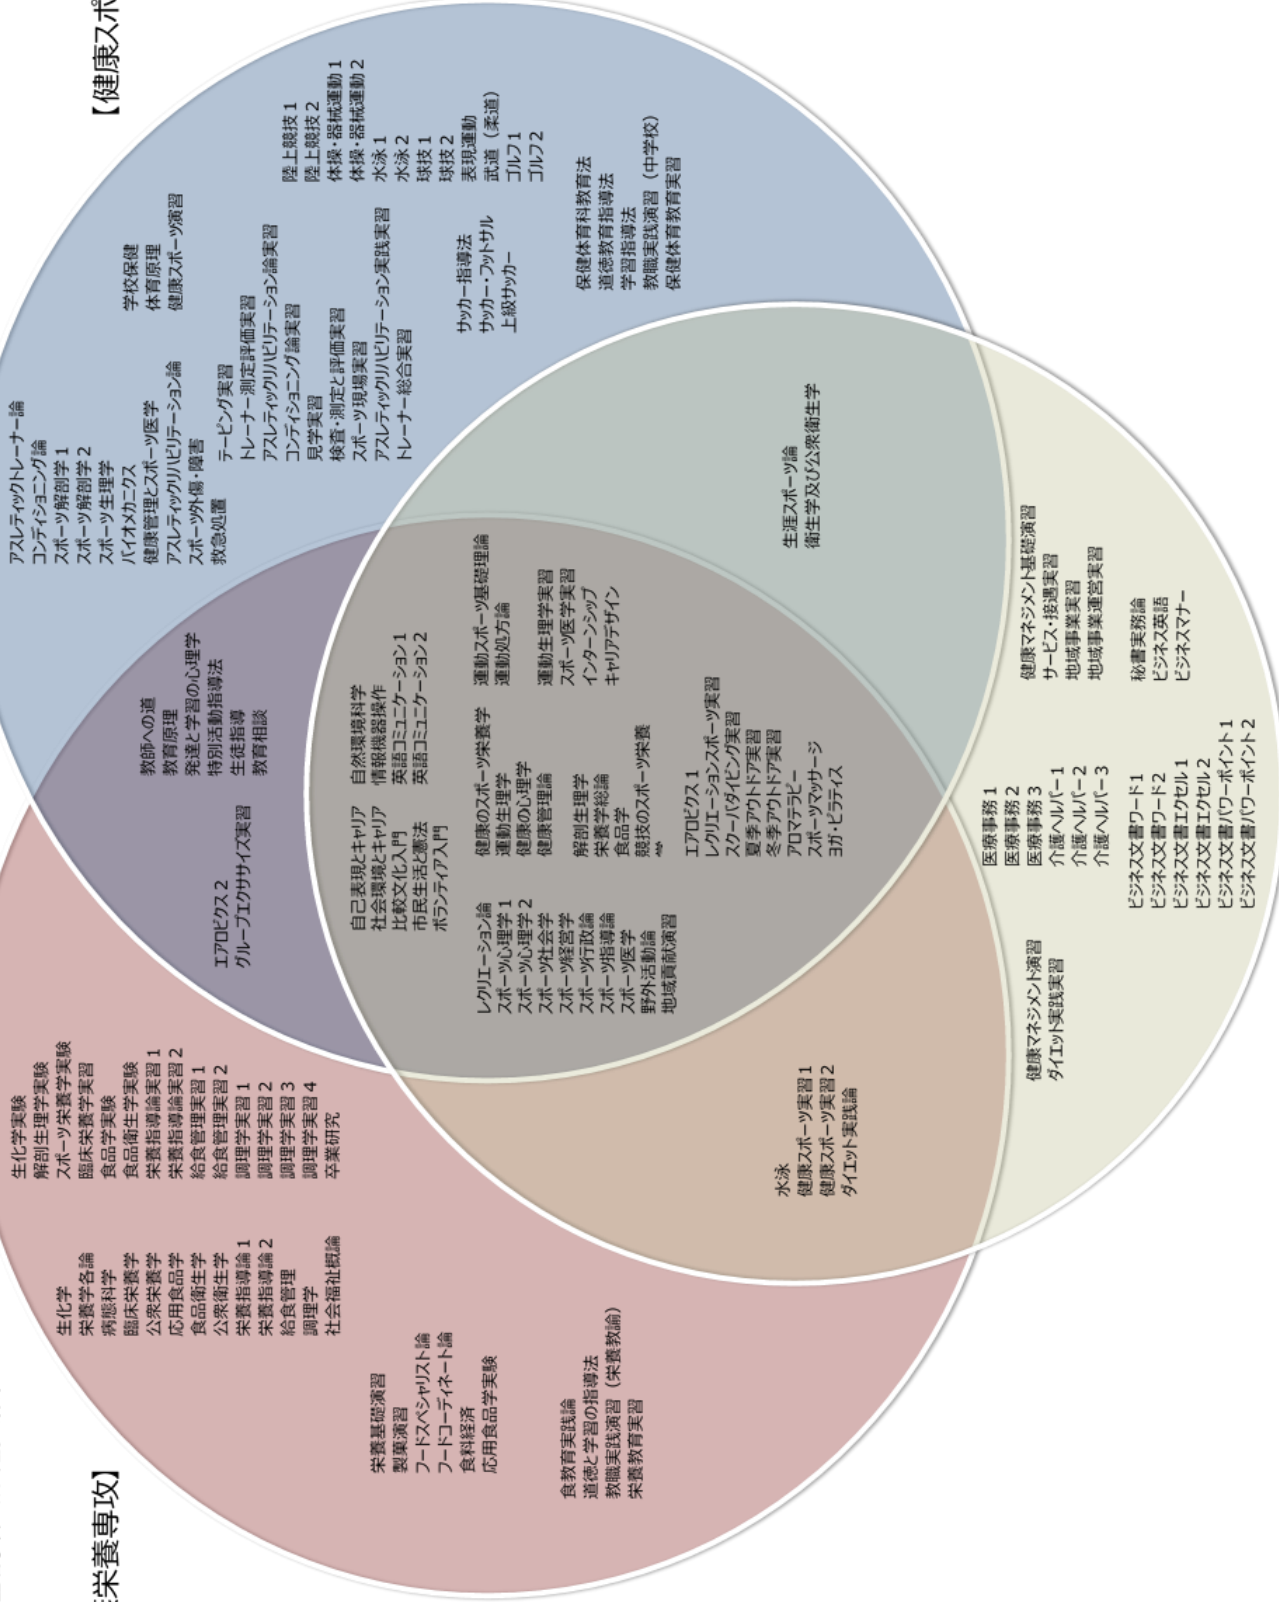 栄養専攻】
【健康スポ
生化学
栄養学各論
病態科学
臨床栄養学
公衆栄養学
応用食品学
食品衛生学
公衆衛生学
栄養指導論1
栄養指導論2
給食管理
調理学
社会福祉概論
生化学実験
解剖生理学実験
スポーツ栄養学実験
臨床栄養学実習
食品学実験
食品衛生学実験
栄養指導論実習1
栄養指導論実習2
給食管理実習1
給食管理実習2
調理学実習1
調理学実習2
調理学実習3
調理学実習4
卒業研究
栄養基礎演習
製菓演習
フードスペシャリスト論
フードコーディネート論
食料経済
応用食品学実験
食教育実践論
道徳と学習の指導法
教職実践演習（栄養教諭）
栄養教育実習
エアロビクス2
グループエクササイズ実習
教師への道
教育原理
発達と学習の心理学
特別活動指導法
生徒指導
教育相談
アスレティックトレーナー論
コンディショニング論
スポーツ解剖学1
スポーツ解剖学2
スポーツ生理学
バイオメカニクス
健康管理とスポーツ医学
アスレティックリハビリテーション論
スポーツ外傷・障害
救急処置
学校保健
体育原理
健康スポーツ演習
テーピング実習
トレーナー測定評価実習
アスレティックリハビリテーション論実習
コンディショニング論実習
見学実習
検査・測定と評価実習
スポーツ現場実習
アスレティックリハビリテーション実践実習
トレーナー総合実習
陸上競技1
陸上競技2
体操・器械運動1
体操・器械運動2
水泳1
水泳2
球技1
球技2
表現運動
武道（柔道）
ゴルフ1
ゴルフ2
サッカー指導法
サッカー・フットサル
上級サッカー
保健体育科教育法
道徳教育指導法
学習指導法
教職実践演習（中学校）
保健体育教育実習
自己表現とキャリア
社会環境とキャリア
比較文化入門
市民生活と憲法
ボランティア入門
自然環境科学
情報機器操作
英語コミュニケーション1
英語コミュニケーション2
レクリエーション論
スポーツ心理学1
スポーツ心理学2
スポーツ社会学
スポーツ経営学
スポーツ行政論
スポーツ指導論
スポーツ医学
野外活動論
地域貢献演習
健康のスポーツ栄養学
運動生理学
健康の心理学
健康管理論
解剖生理学
栄養学総論
食品学
競技のスポーツ栄養
学
運動スポーツ基礎理論
運動処方論
運動生理学実習
スポーツ医学実習
インターンシップ
キャリアデザイン
エアロビクス1
レクリエーションスポーツ実習
スクーバダイビング実習
夏季アウトドア実習
冬季アウトドア実習
アロマテラピー
スポーツマッサージ
ヨガ・ピラティス
水泳
健康スポーツ実習1
健康スポーツ実習2
ダイエット実践論
生涯スポーツ論
衛生学及び公衆衛生学
健康マネジメント演習
ダイエット実践実習
医療事務1
医療事務2
医療事務3
介護ヘルパー1
介護ヘルパー2
介護ヘルパー3
健康マネジメント基礎演習
サービス・接遇実習
地域事業実習
地域事業運営実習
ビジネス文書ワード1
ビジネス文書ワード2
ビジネス文書エクセル1
ビジネス文書エクセル2
ビジネス文書パワーポイント1
ビジネス文書パワーポイント2
秘書実務論
ビジネス英語
ビジネスマナー